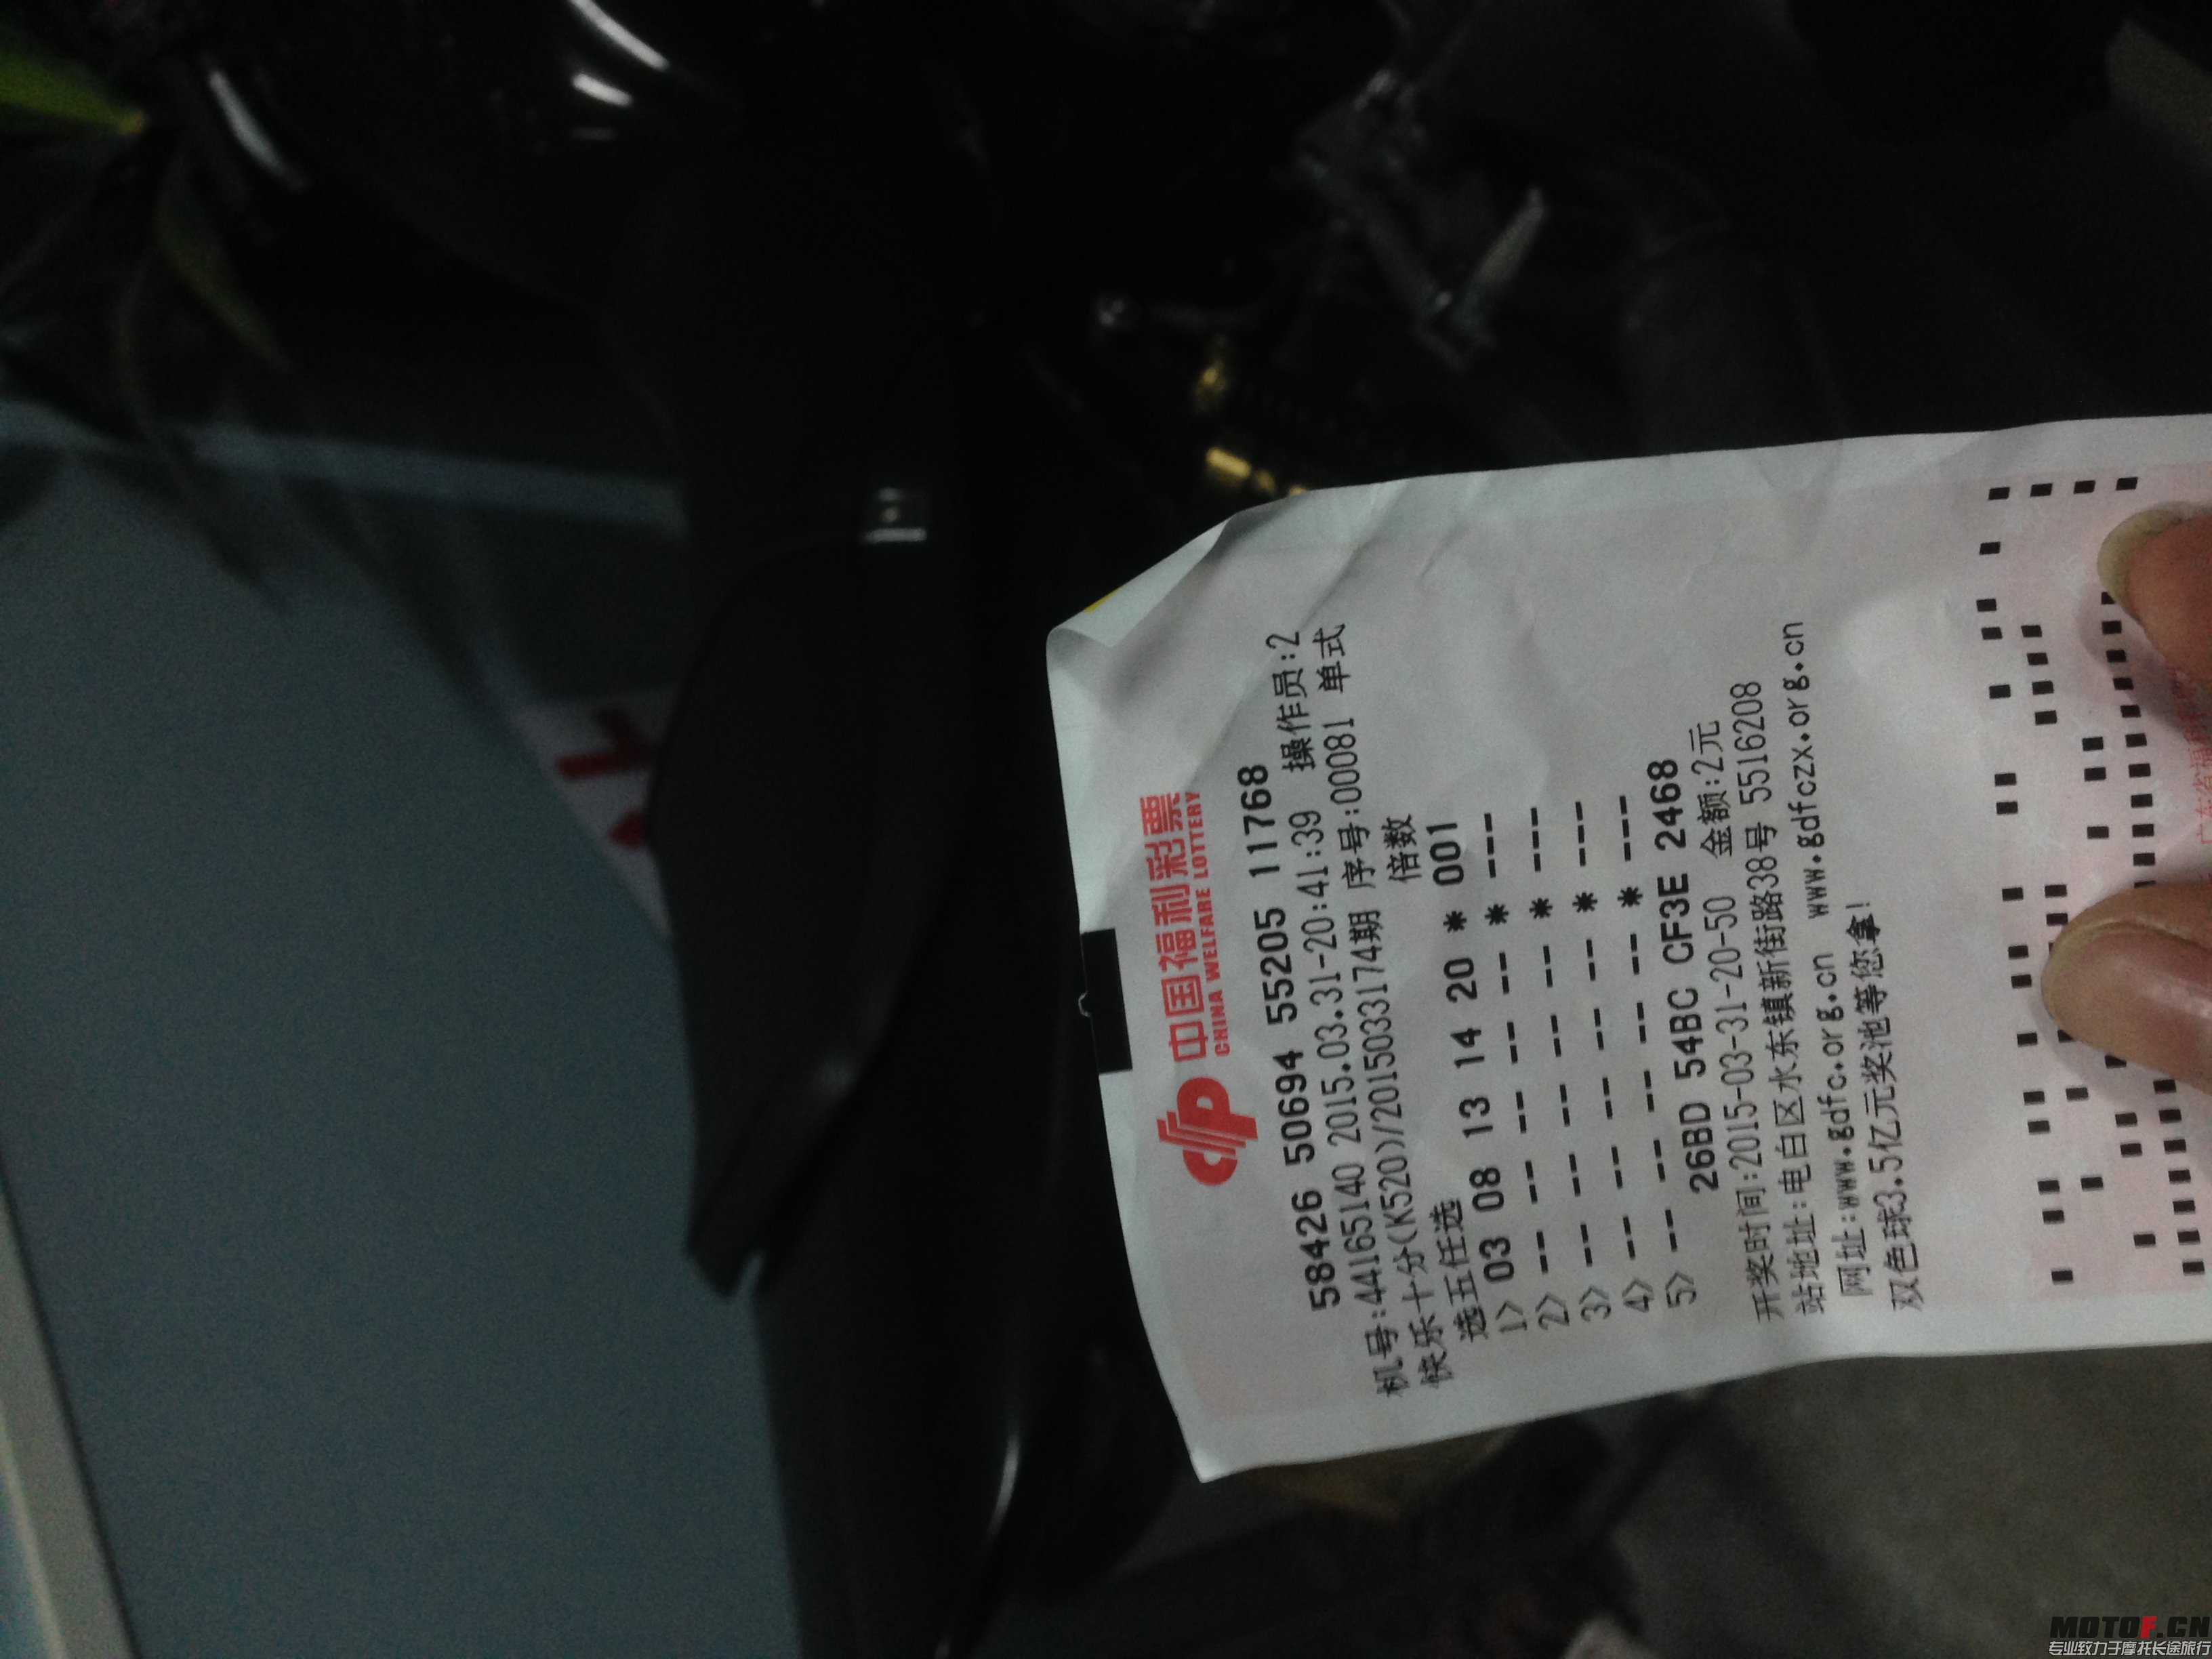 中国福利彩票
CHINA WELFARE LOTTERY
58426 50694 55205 11768
机号:44165140 2015.03.31-20:41:39 操作员:2
快乐十分(K520)/2015033174期 序号:000081 单式
选五任选 倍数
1> 03 08 13 14 20 * 001
2> -- -- -- -- -- * ---
3> -- -- -- -- -- * ---
4> -- -- -- -- -- * ---
5> -- -- -- -- -- * ---
26BD 54BC CF3E 2468
开奖时间:2015-03-31-20-50 金额:2元
站地址:电白区水东镇新街路38号 5516208
网址:www.gdfc.org.cn www.gdfczx.org.cn
双色球3.5亿元奖池等您拿!
MOTOF.CN
专业致力于摩托长途旅行